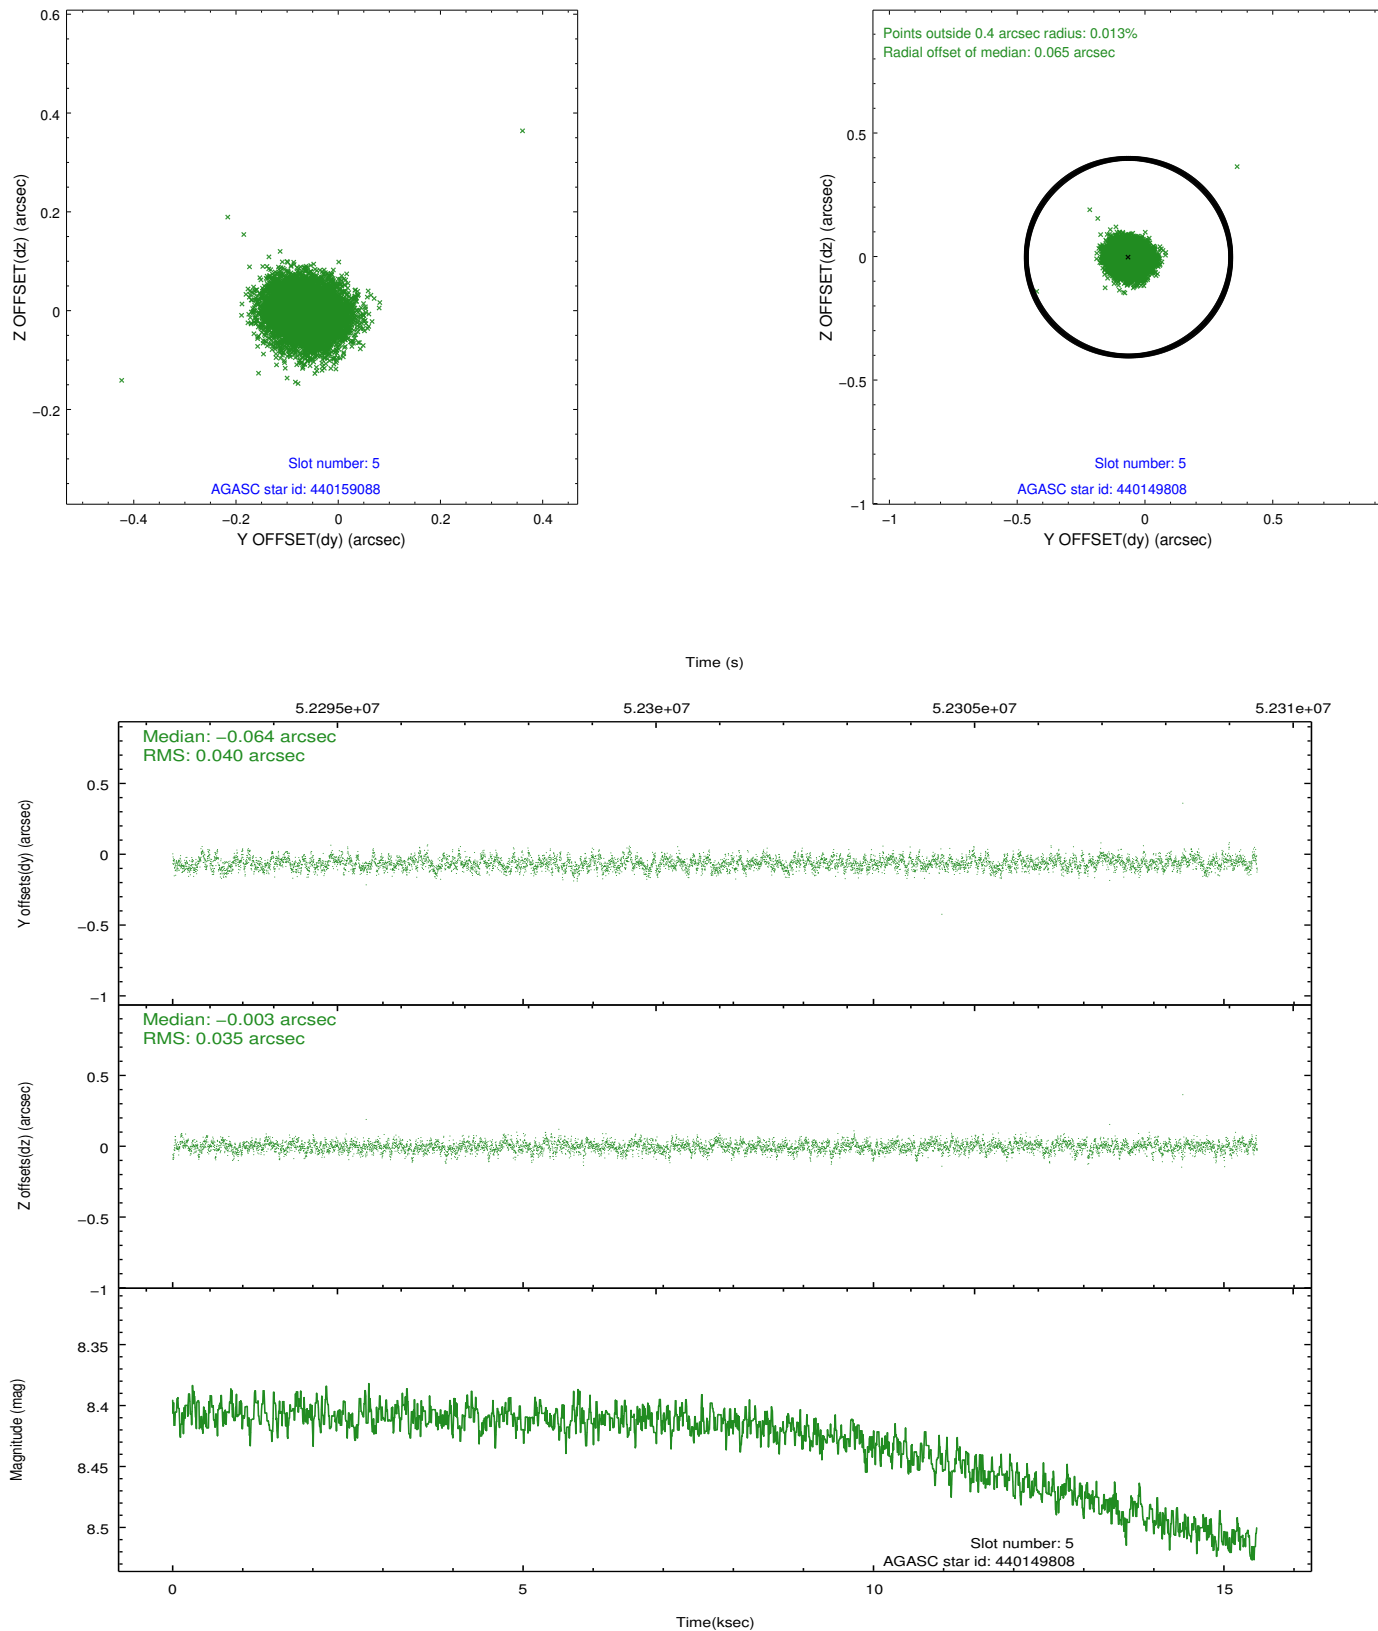 0.6
0.4
0.2
0
−0.2
Z OFFSET(dz) (arcsec)
Slot number: 5
AGASC star id: 440159088
−0.4
−0.2
0
0.2
0.4
Y OFFSET(dy) (arcsec)
Points outside 0.4 arcsec radius: 0.013%
Radial offset of median: 0.065 arcsec
0.5
0
−0.5
−1
Z OFFSET(dz) (arcsec)
Slot number: 5
AGASC star id: 440149808
−1
−0.5
0
0.5
Y OFFSET(dy) (arcsec)
Time (s)
5.2295e+07
5.23e+07
5.2305e+07
5.231e+07
Median: −0.064 arcsec
RMS: 0.040 arcsec
0.5
0
−0.5
−1
Y offsets(dy) (arcsec)
Median: −0.003 arcsec
RMS: 0.035 arcsec
0.5
0
−0.5
−1
Z offsets(dz) (arcsec)
8.35
8.4
8.45
8.5
Magnitude (mag)
Slot number: 5
AGASC star id: 440149808
0
5
10
15
Time(ksec)